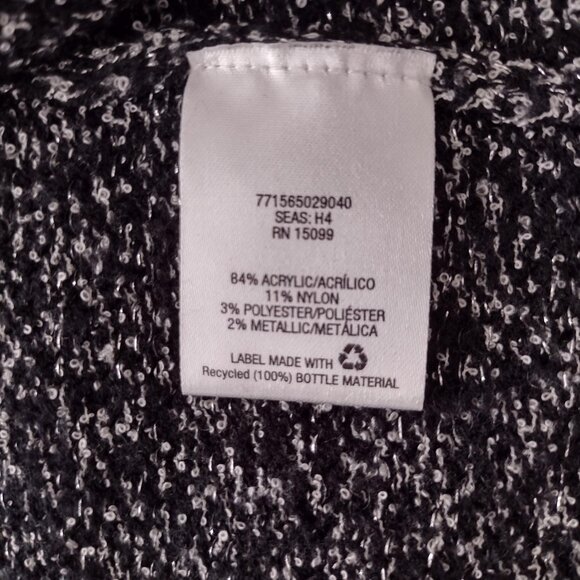 771565029040
SEAS: H4
RN 15099
84% ACRYLIC/ACRÍLICO
11% NYLON
3% POLYESTER/POLIÉSTER
2% METALLIC/METÁLICA
LABEL MADE WITH
Recycled (100%) BOTTLE MATERIAL